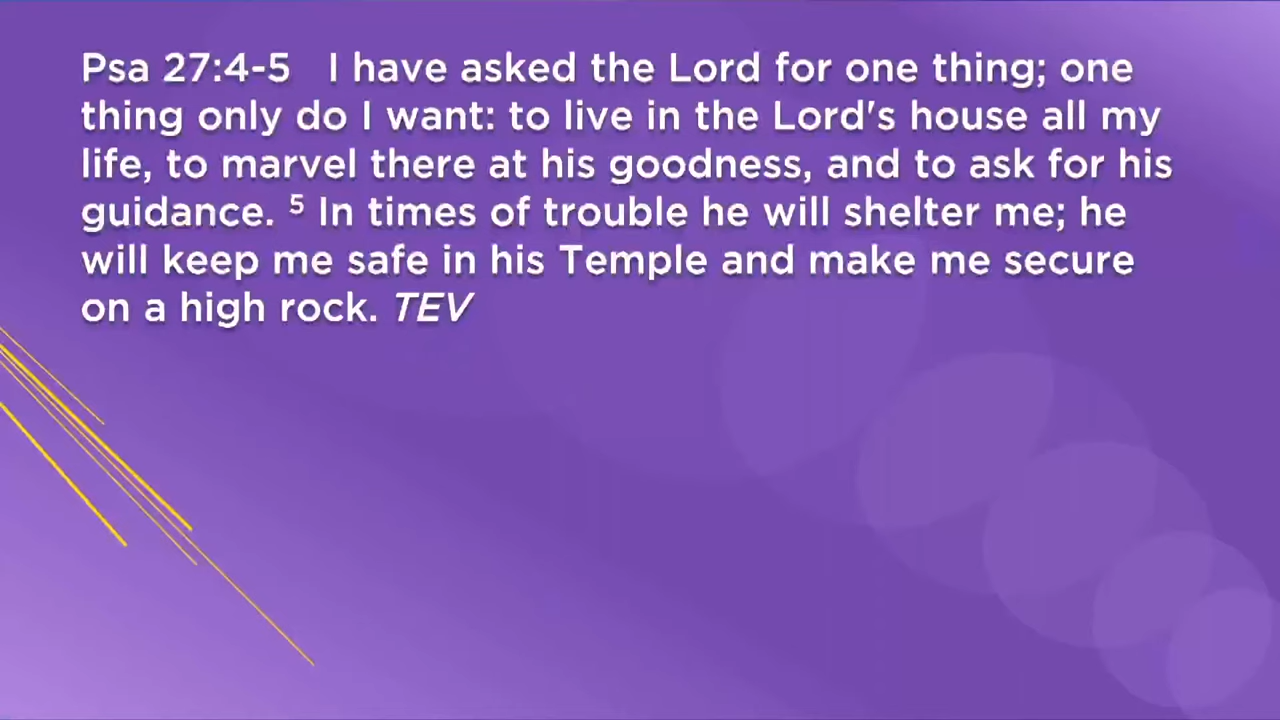 Psa 27:4-5 I have asked the Lord for one thing; one
thing only do I want: to live in the Lord's house all my
life, to marvel there at his goodness, and to ask for his
guidance. ⁵ In times of trouble he will shelter me; he
will keep me safe in his Temple and make me secure
on a high rock. TEV